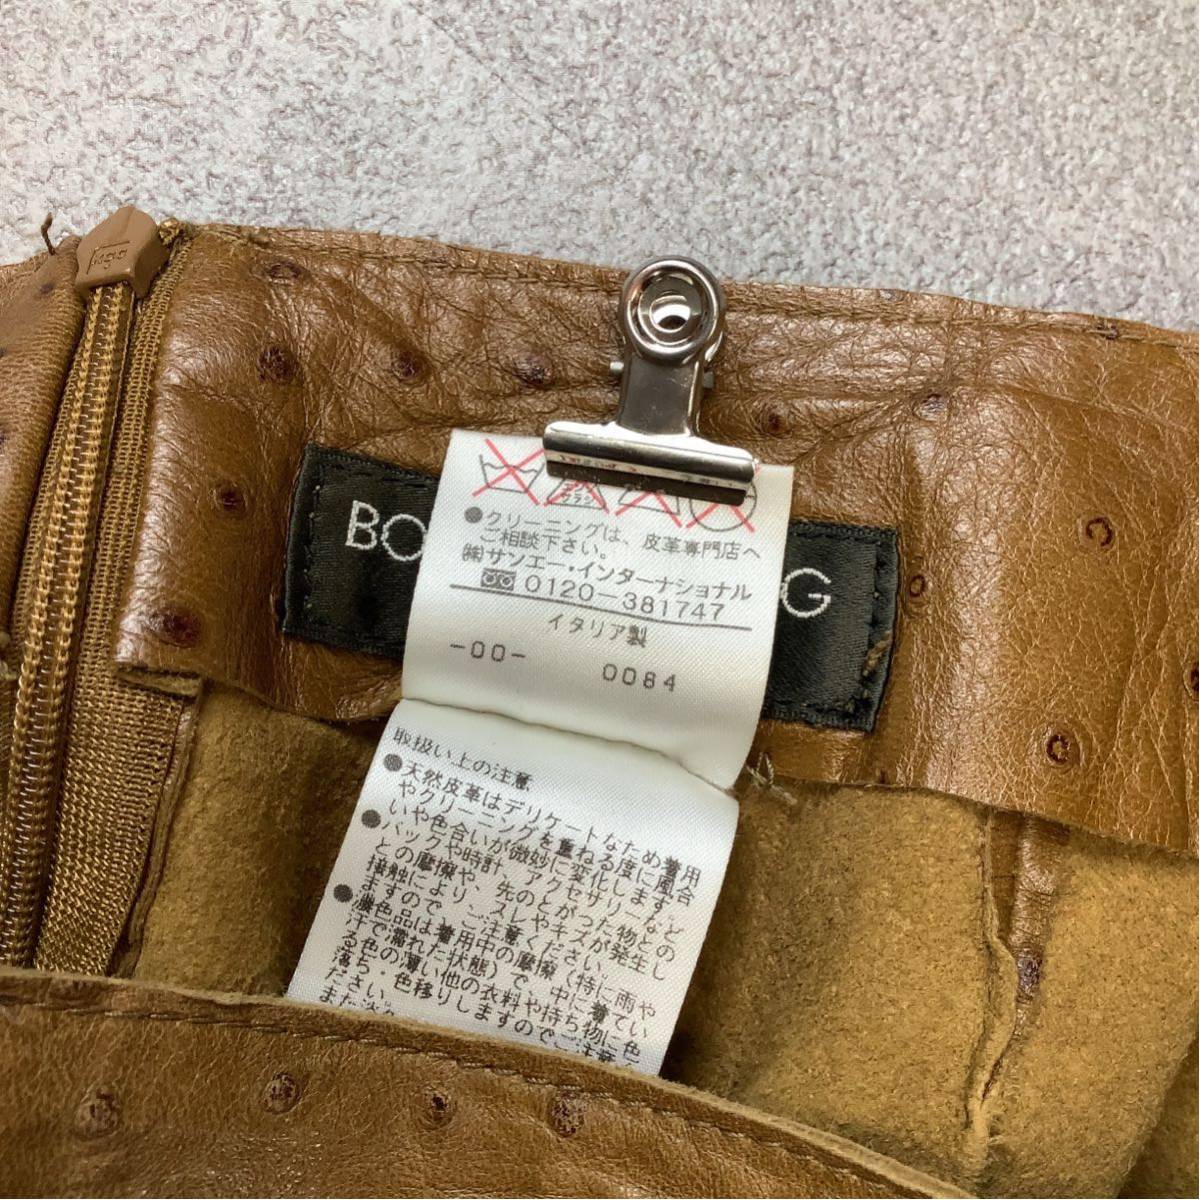 BO
G
エンソ
サラシ
●クリーニングは、皮革専門店へ
ご相談下さい。
㈱サンエー・インターナショナル
0120-381747
イタリア製
-00- 0084
取扱い上の注意
●天然皮革はデリケートなため着用
やクリーニングを重ねる度に風合
いや色合いが微妙に変化します。
●バックや時計、アクセサリーなど
との摩擦や、先のとがった物との
接触により、スレやキズが発生し
ますので、ご注意ください。
●濃色品は着用中の摩擦(特に雨や
汗で濡れた状態)で、中に着てい
る色の薄い他の衣料や持ち物に色
落ち・色移りしますのでご注意く
ださい。
また淡